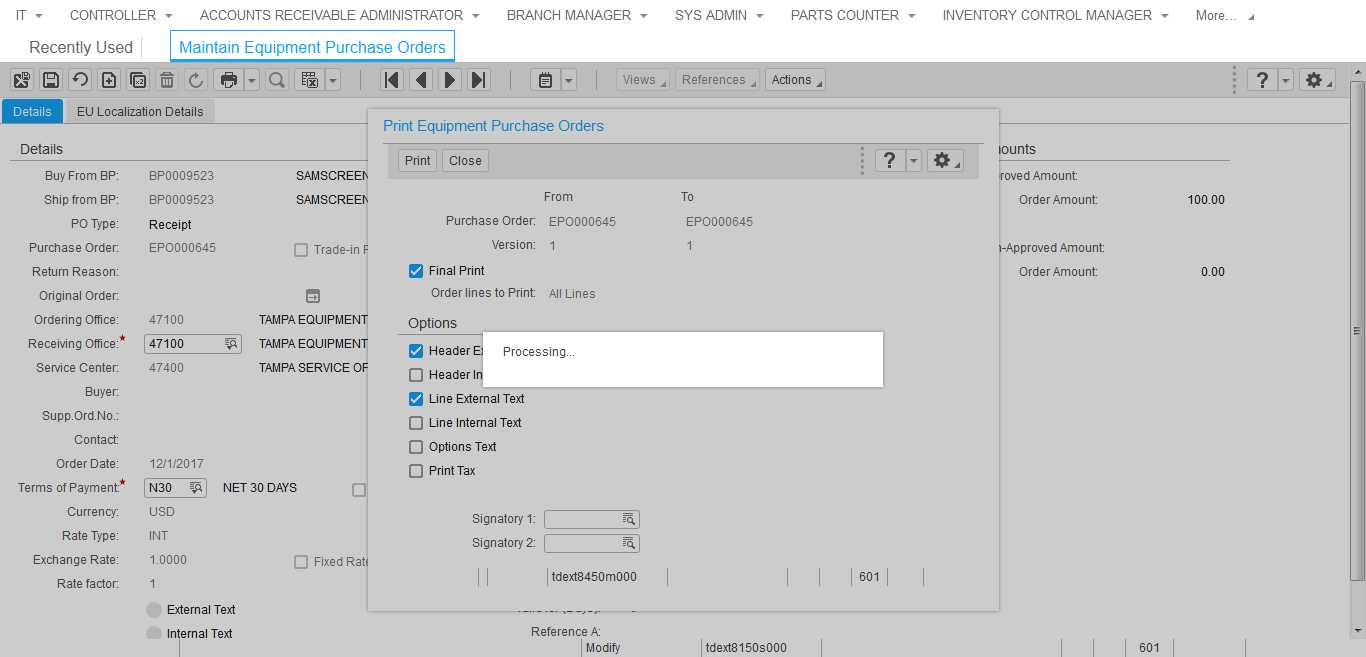 IT CONTROLLER ACCOUNTS RECEIVABLE ADMINISTRATOR BRANCH MANAGER SYS ADMIN PARTS COUNTER INVENTORY CONTROL MANAGER More...
Recently Used Maintain Equipment Purchase Orders
Views References Actions ?
Details EU Localization Details
Print Equipment Purchase Orders
Print Close ?
From To
Purchase Order: EPO000645 EPO000645
Version: 1 1
Final Print
Order lines to Print: All Lines
Options
Header Ex
Header In
Processing...
Line External Text
Line Internal Text
Options Text
Print Tax
Signatory 1:
Signatory 2:
tdext8450m000 601
Details
Buy From BP: BP0009523 SAMSCREEN
Ship from BP: BP0009523 SAMSCREEN
PO Type: Receipt
Purchase Order: EPO000645 Trade-in
Return Reason:
Original Order:
Ordering Office: 47100 TAMPA EQUIPMENT
Receiving Office:* 47100 TAMPA EQUIPMENT
Service Center: 47400 TAMPA SERVICE OF
Buyer:
Supp.Ord.No.:
Contact:
Order Date: 12/1/2017
Terms of Payment:* N30 NET 30 DAYS
Currency: USD
Rate Type: INT
Exchange Rate: 1.0000 Fixed Rate
Rate factor: 1
External Text
Internal Text
Reference A:
ounts
roved Amount:
Order Amount: 100.00
n-Approved Amount:
Order Amount: 0.00
Modify tdext8150s000 601